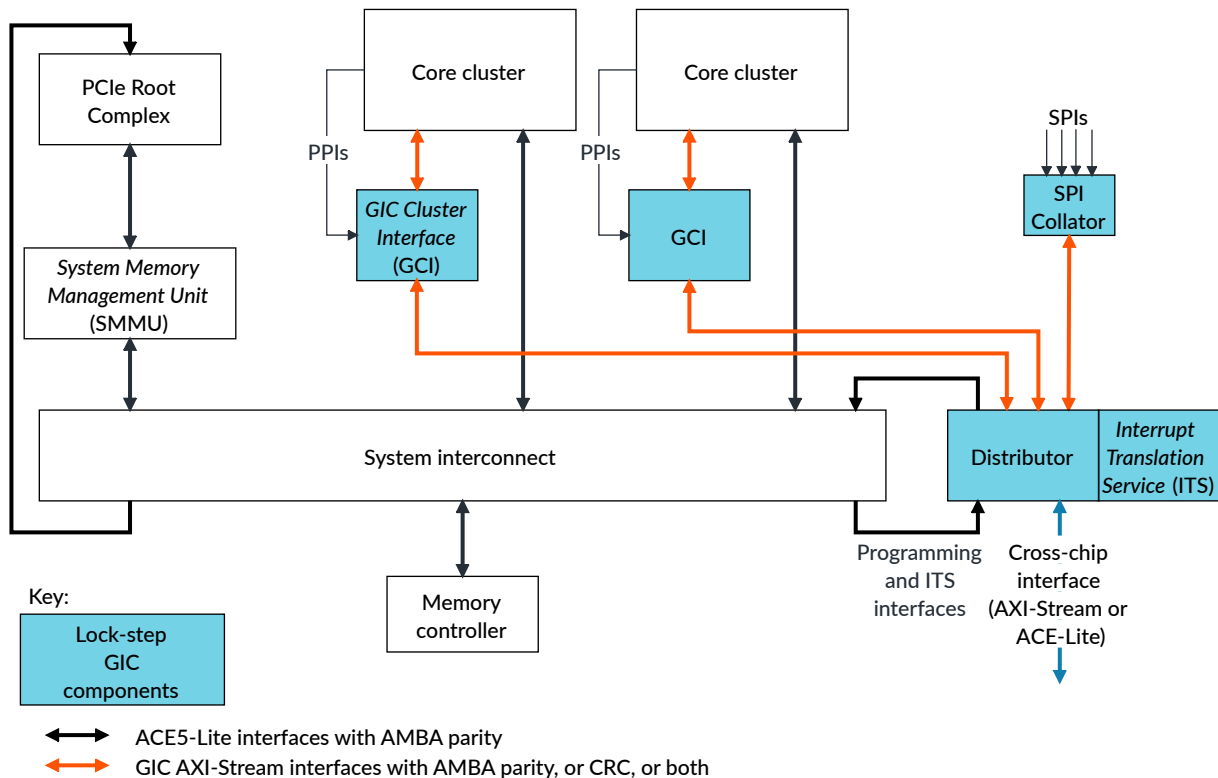 PCIe Root
Complex
Core cluster
Core cluster
SPIs
PPIs
PPIs
SPI
Collator
GIC Cluster
Interface
(GCI)
GCI
System Memory
Management Unit
(SMMU)
System interconnect
Distributor
Interrupt
Translation
Service (ITS)
Programming
and ITS
interfaces
Cross-chip
interface
(AXI-Stream or
ACE-Lite)
Memory
controller
Key:
Lock-step
GIC
components
ACE5-Lite interfaces with AMBA parity
GIC AXI-Stream interfaces with AMBA parity, or CRC, or both